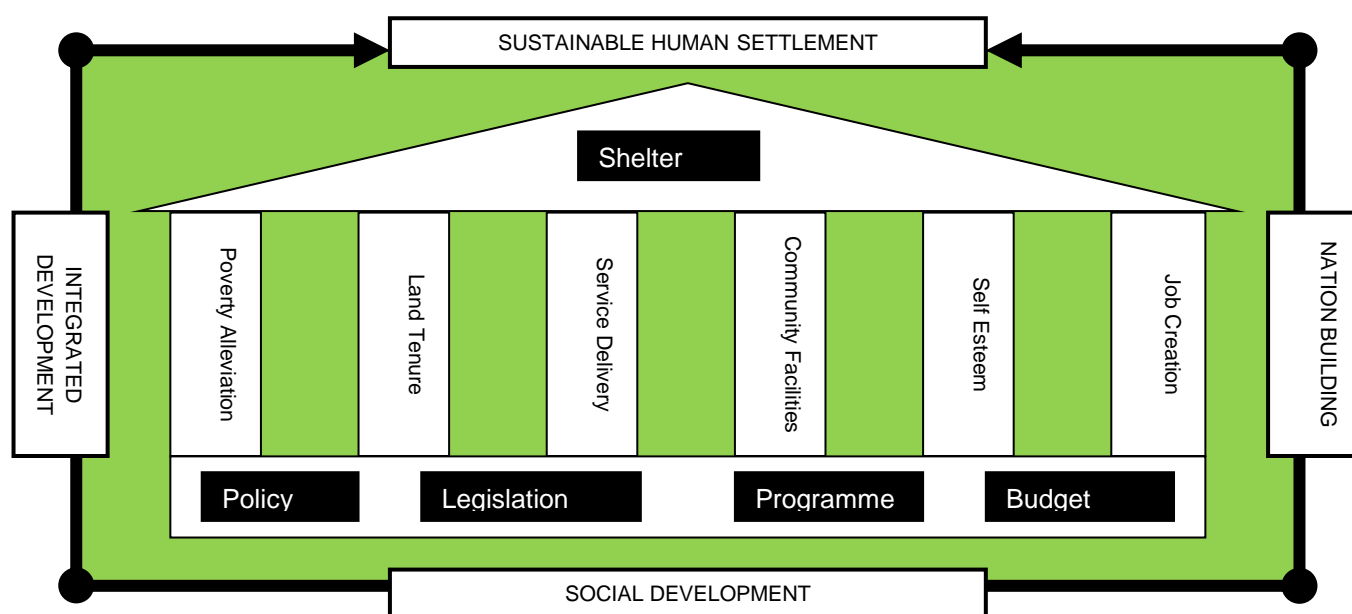 SUSTAINABLE HUMAN SETTLEMENT
Shelter
INTEGRATED
DEVELOPMENT
Poverty Alleviation
Land Tenure
Service Delivery
Community Facilities
Self Esteem
Job Creation
NATION BUILDING
Policy
Legislation
Programme
Budget
SOCIAL DEVELOPMENT